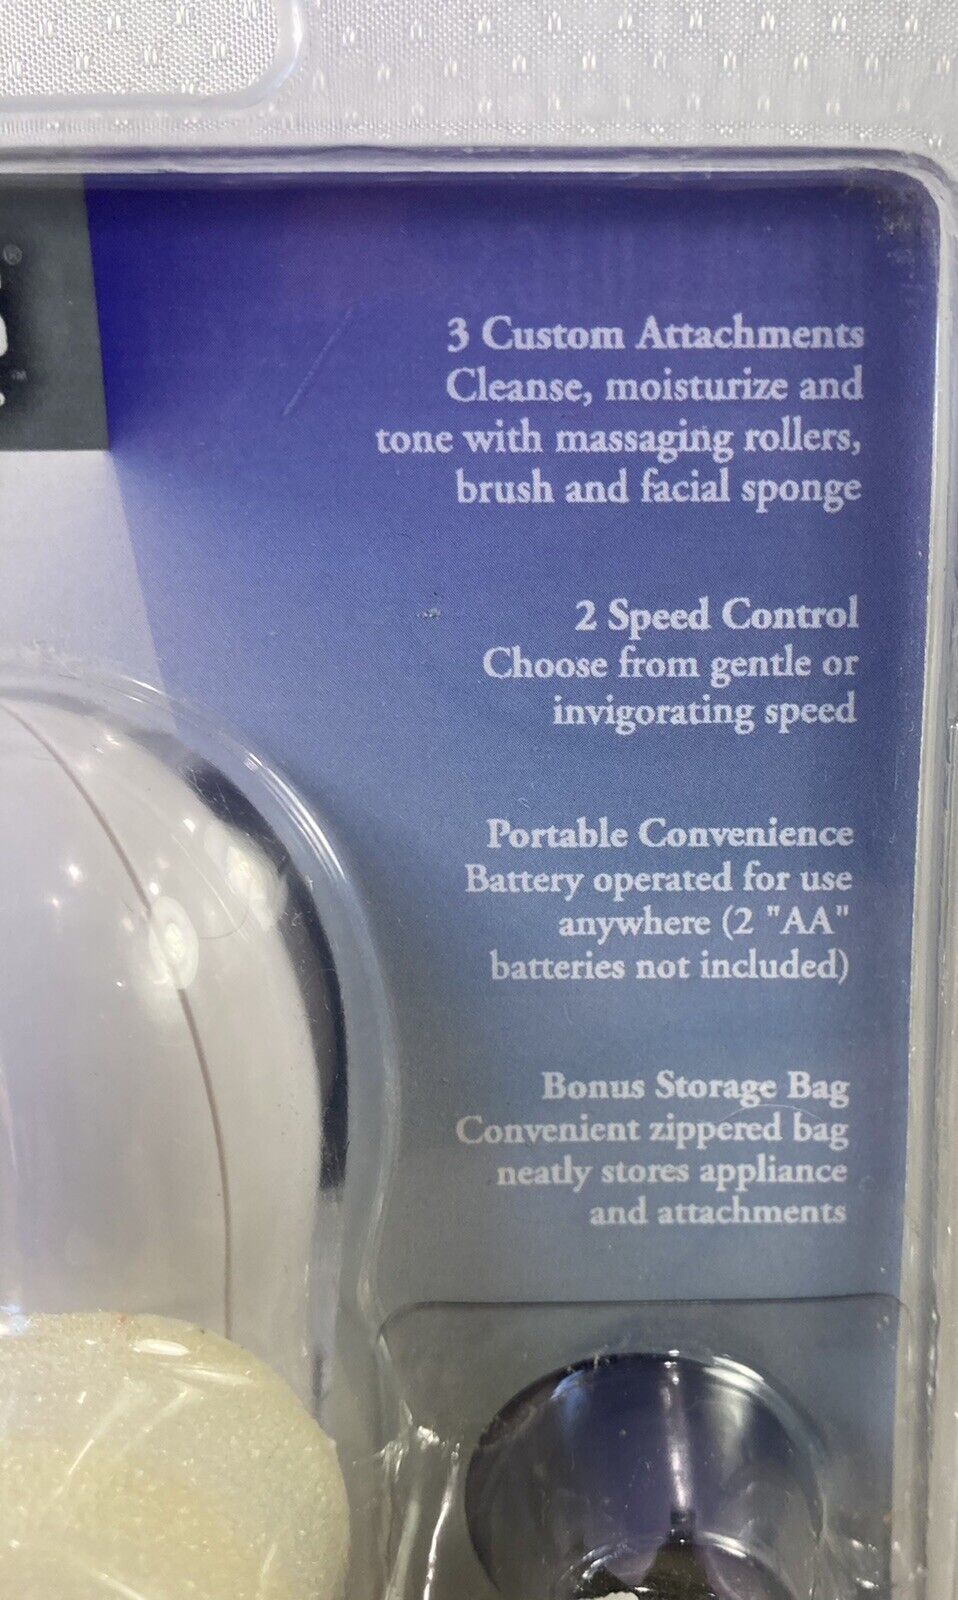 3 Custom Attachments
Cleanse, moisturize and
tone with massaging rollers,
brush and facial sponge
2 Speed Control
Choose from gentle or
invigorating speed
Portable Convenience
Battery operated for use
anywhere (2 "AA"
batteries not included)
Bonus Storage Bag
Convenient zippered bag
neatly stores appliance
and attachments